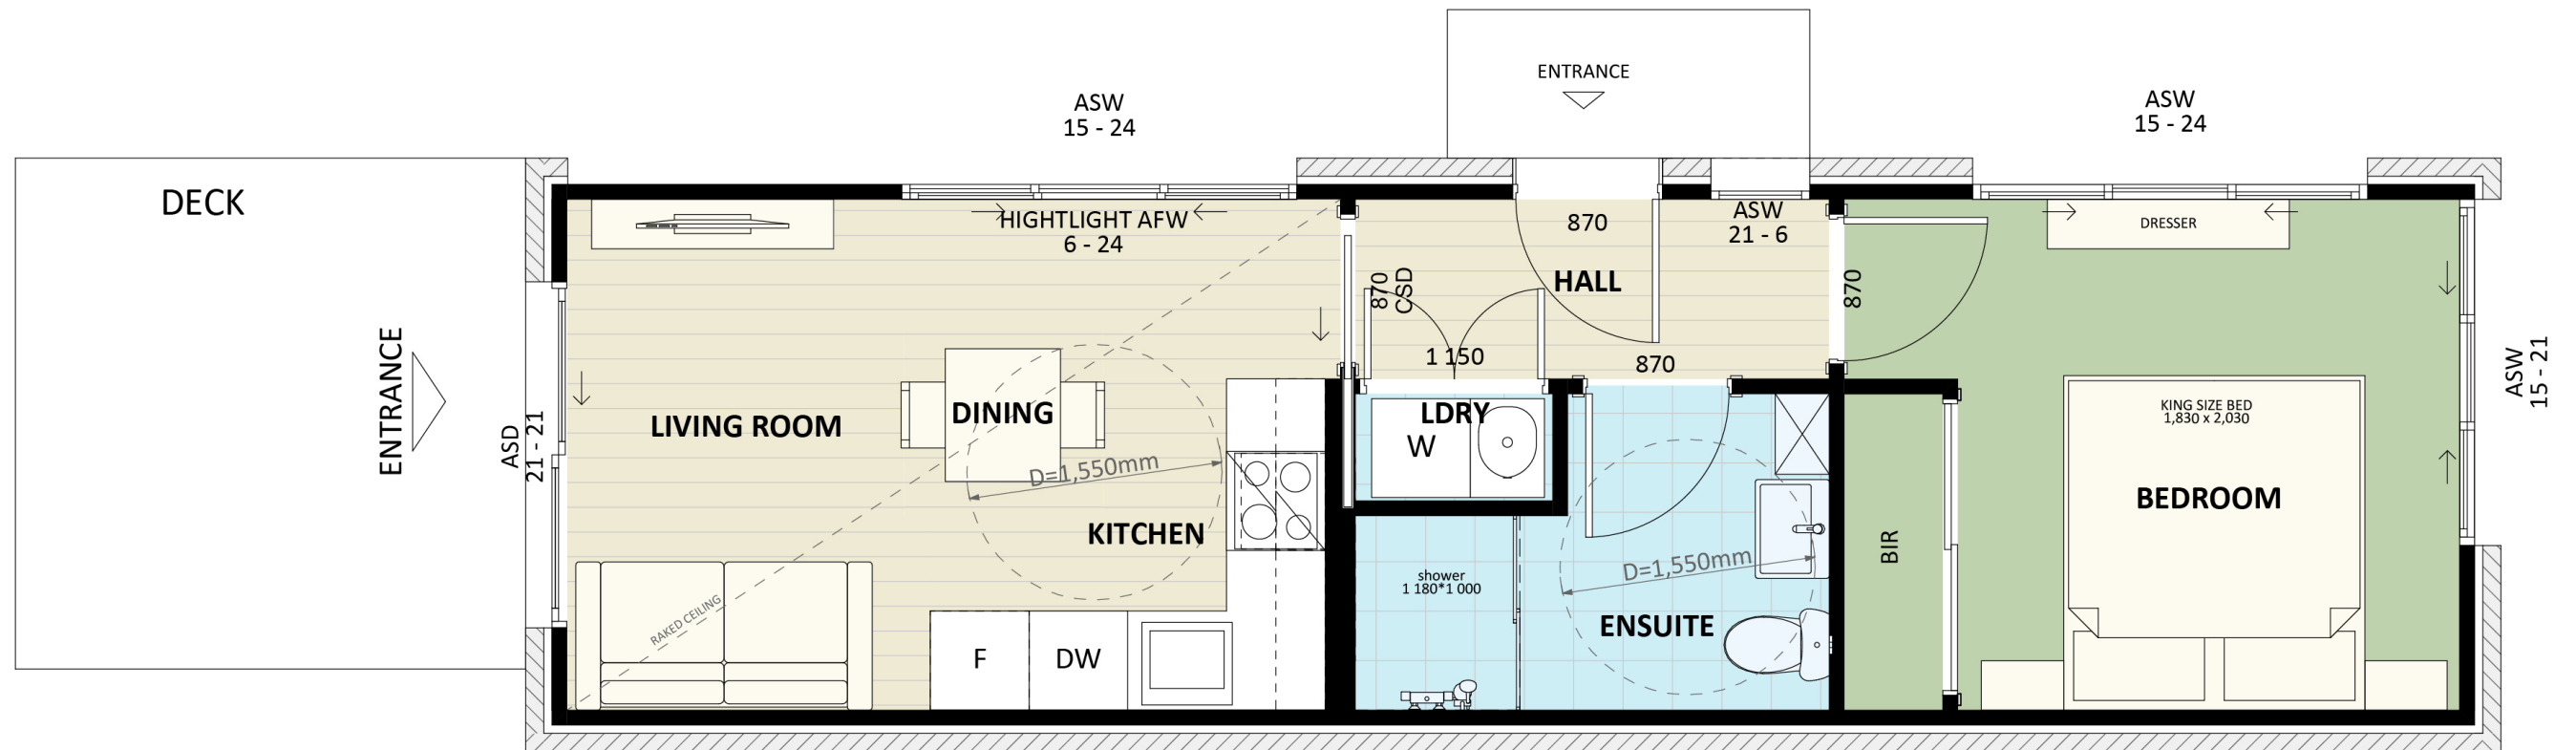 ENTRANCE
ASW
15 - 24
ASW
15 - 24
DECK
HIGHTLIGHT AFW
6 - 24
870
ASW
21 - 6
DRESSER
HALL
870
CSD
870
ENTRANCE
ASD
21 - 21
LIVING ROOM
DINING
D=1,550mm
KITCHEN
1 150
870
LDRY
W
KING SIZE BED
1,830 x 2,030
ASW
15 - 21
BEDROOM
BIR
shower
1 180*1 000
D=1,550mm
ENSUITE
RAKED CEILING
F
DW